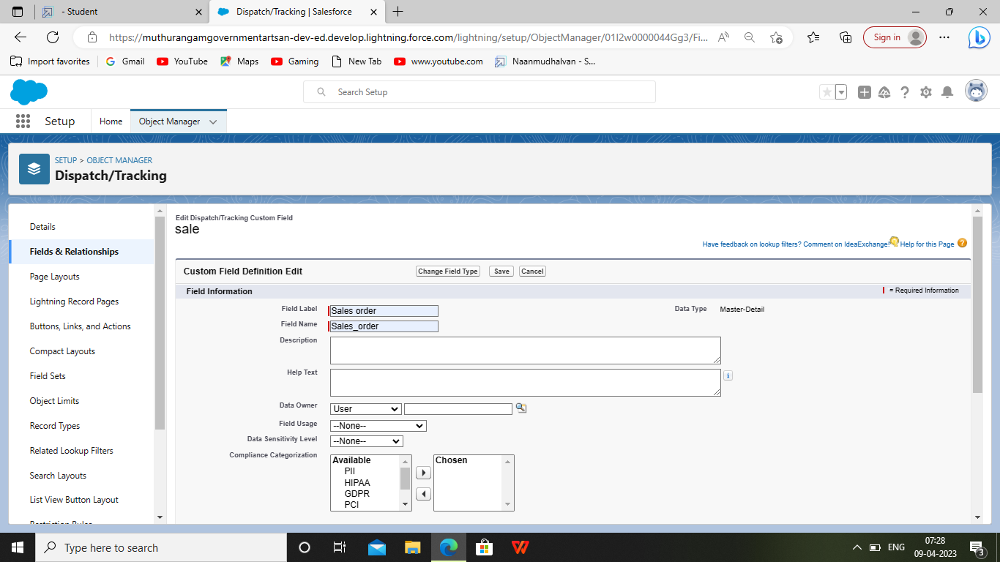 - Student
Dispatch/Tracking | Salesforce
https://muthurangamgovernmentartsan-dev-ed.develop.lightning.force.com/lightning/setup/ObjectManager/01I2w0000044Gg3/Fi...
Sign in
Import favorites
Gmail
YouTube
Maps
Gaming
New Tab
www.youtube.com
Naanmudhalvan - S...
Search Setup
Setup
Home
Object Manager
SETUP > OBJECT MANAGER
Dispatch/Tracking
Details
Fields & Relationships
Page Layouts
Lightning Record Pages
Buttons, Links, and Actions
Compact Layouts
Field Sets
Object Limits
Record Types
Related Lookup Filters
Search Layouts
List View Button Layout
Restriction Rules
Edit Dispatch/Tracking Custom Field
sale
Have feedback on lookup filters? Comment on IdeaExchange!
Help for this Page
Custom Field Definition Edit
Change Field Type
Save
Cancel
Field Information
= Required Information
Field Label
Sales order
Data Type
Master-Detail
Field Name
Sales_order
Description
Help Text
Data Owner
User
Field Usage
--None--
Data Sensitivity Level
--None--
Compliance Categorization
Available
PII
HIPAA
GDPR
PCI
Chosen
Type here to search
ENG
07:28
09-04-2023
3